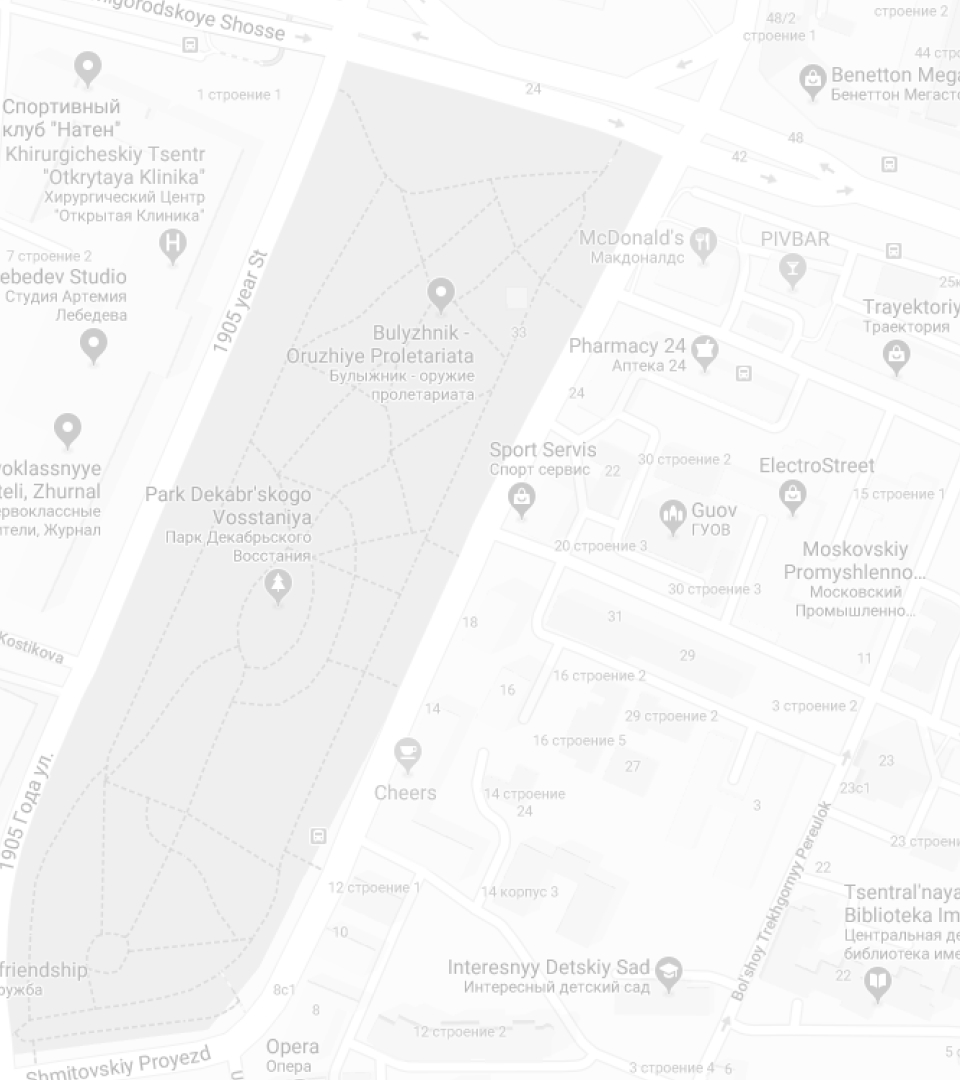 igorodskoye Shosse
48/2
строение 1
строение 2
44 стро
Benetton Mega
Бенеттон Мегасто
24
1 строение 1
Спортивный
клуб "Натен"
Khirurgicheskiy Tsentr
"Otkrytaya Klinika"
Хирургический Центр
"Открытая Клиника"
48
42
7 строение 2
ebedev Studio
Студия Артемия
Лебедева
1905 year St
McDonald's
Макдоналдс
PIVBAR
25к
Trayektoriy
Траектория
Bulyzhnik -
Oruzhiye Proletariata
Булыжник - оружие
пролетариата
33
Pharmacy 24
Аптека 24
24
Sport Servis
Спорт сервис
22
30 строение 2
ElectroStreet
15 строение 1
oklassnyye
teli, Zhurnal
ервоклассные
ители, Журнал
Park Dekabr'skogo
Vosstaniya
Парк Декабрьского
Восстания
Guov
ГУОВ
20 строение 3
Moskovskiy
Promyshlenno...
Московский
Промышленно...
30 строение 3
Kostikova
18
31
29
11
16 строение 2
16
29 строение 2
3 строение 2
14
16 строение 5
27
23
23с1
Cheers
14 строение
24
3
1905 Года ул.
23 строени
22
12 строение 1
14 корпус 3
Bol'shoy Trekhgornyy Pereulok
Tsentral'naya
Biblioteka Im
Центральная де
библиотека име
22
10
friendship
ружба
Interesnyy Detskiy Sad
Интересный детский сад
8с1
8
12 строение 2
Opera
Опера
Shmitovskiy Proyezd
3 строение 4
6
5 с